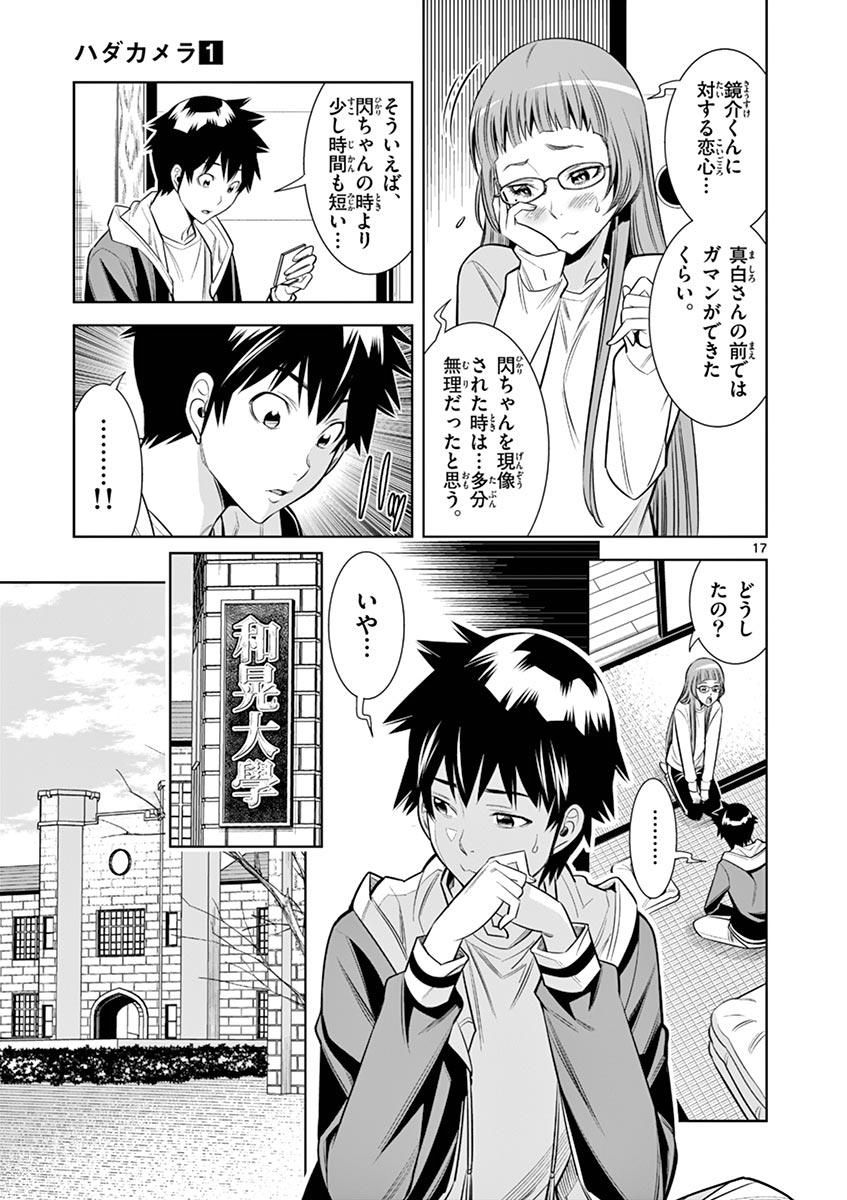 ハダカメラ1
鏡介くんに
対する恋心…
真白さんの前では
ガマンができた
くらい。
閃ちゃんを現像
された時は…多分
無理だったと思う。
そういえば、
閃ちゃんの時より
少し時間も
短い…
………!!
17
どうし
たの?
………
いや…
和晃大學